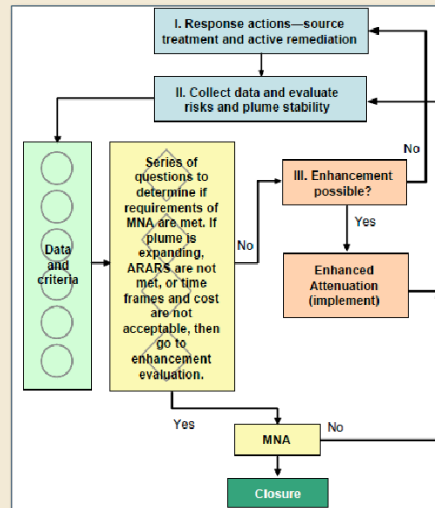 I. Response actions—source
treatment and active remediation
II. Collect data and evaluate
risks and plume stability
Data
and
criteria
Series of
questions to
determine if
requirements of
MNA are met. If
plume is
expanding,
ARARS are not
met, or time
frames and cost
are not
acceptable, then
go to
enhancement
evaluation.
No
III. Enhancement
possible?
No
Yes
Enhanced
Attenuation
(implement)
Yes
MNA
No
Closure